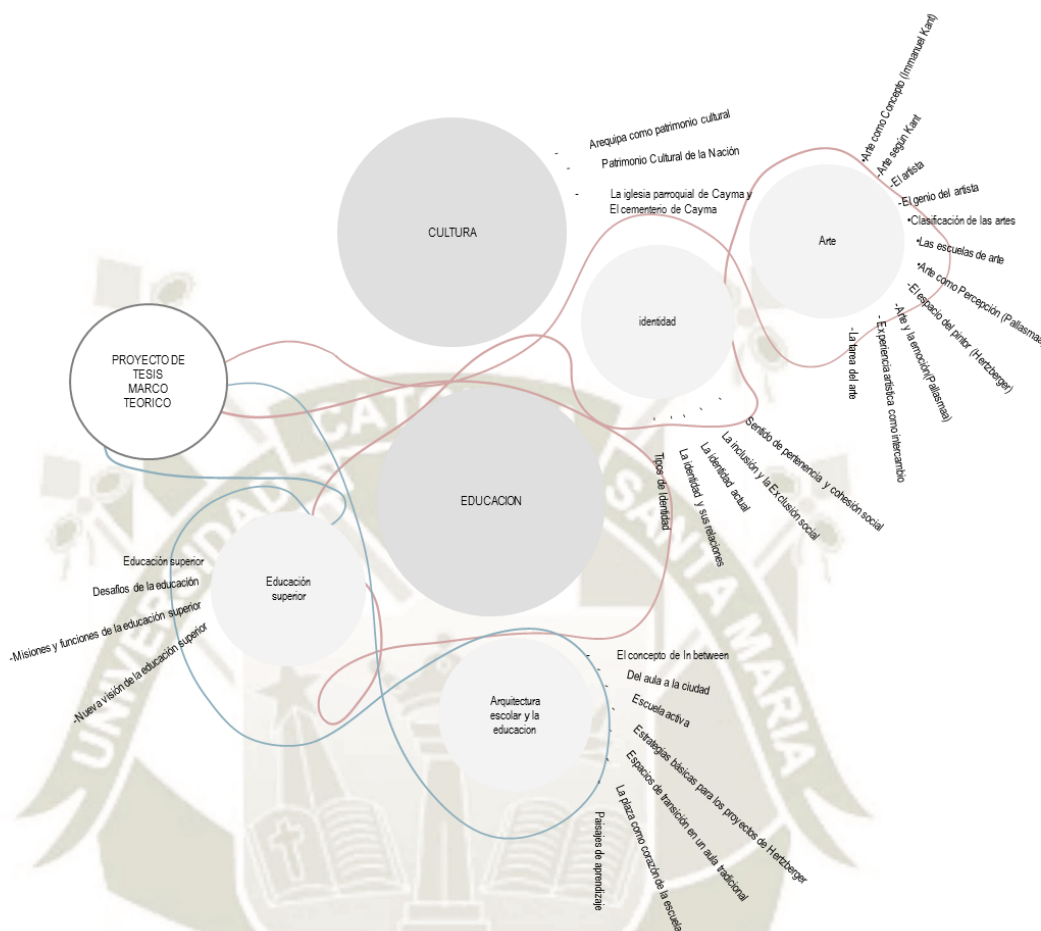 Arequipa como patrimonio cultural
Patrimonio Cultural de la Nación
La iglesia parroquial de Cayma y
El cementerio de Cayma
CULTURA
•Arte como Concepto (Immanuel Kant)
-Arte según Kant
-El artista
-El genio del artista
•Clasificación de las artes
•Las escuelas de arte
•Arte como Percepción (Pallasmaa)
-El espacio del pintor (Hertzberger)
-Arte y la emoción(Pallasmaa)
-Experiencia artística como intercambio
-La tarea del arte
Arte
identidad
PROYECTO DE
TESIS
MARCO
TEORICO
Sentido de pertenencia y cohesión social
La inclusión y la Exclusión social
La identidad actual
La identidad y sus relaciones
Tipos de Identidad
EDUCACION
Educación superior
Desafíos de la educación
-Misiones y funciones de la educación superior
-Nueva visión de la educación superior
Educación
superior
El concepto de In between
Del aula a la ciudad
Escuela activa
Estrategias básicas para los proyectos de Hertzberger
Espacios de transición en un aula tradicional
La plaza como corazón de la escuela
Paisajes de aprendizaje
Arquitectura
escolar y la
educacion
UNIVERSIDAD CATOLICA SANTA MARIA